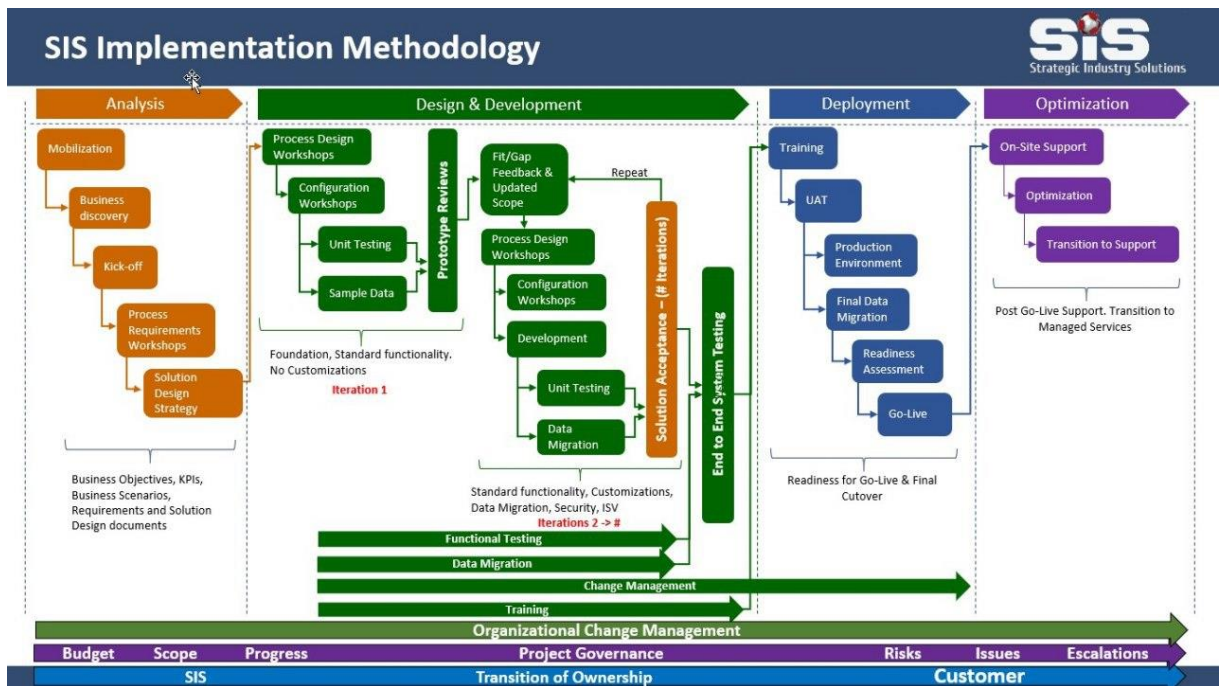 SIS Implementation Methodology
SiS
Strategic Industry Solutions
Analysis
Design & Development
Deployment
Optimization
Mobilization
Business
discovery
Kick-off
Process
Requirements
Workshops
Solution
Design
Strategy
Business Objectives, KPIs,
Business Scenarios,
Requirements and Solution
Design documents
Process Design
Workshops
Configuration
Workshops
Unit Testing
Sample Data
Prototype Reviews
Foundation, Standard functionality.
No Customizations
Iteration 1
Fit/Gap
Feedback &
Updated
Scope
Repeat
Process Design
Workshops
Configuration
Workshops
Development
Unit Testing
Data
Migration
Solution Acceptance – (# Iterations)
Standard functionality, Customizations,
Data Migration, Security, ISV
Iterations 2 -> #
End to End System Testing
Training
UAT
Production
Environment
Final Data
Migration
Readiness
Assessment
Go-Live
Readiness for Go-Live & Final
Cutover
On-Site Support
Optimization
Transition to Support
Post Go-Live Support. Transition to
Managed Services
Functional Testing
Data Migration
Change Management
Training
Organizational Change Management
Budget Scope Progress Project Governance Risks Issues Escalations
SIS Transition of Ownership Customer